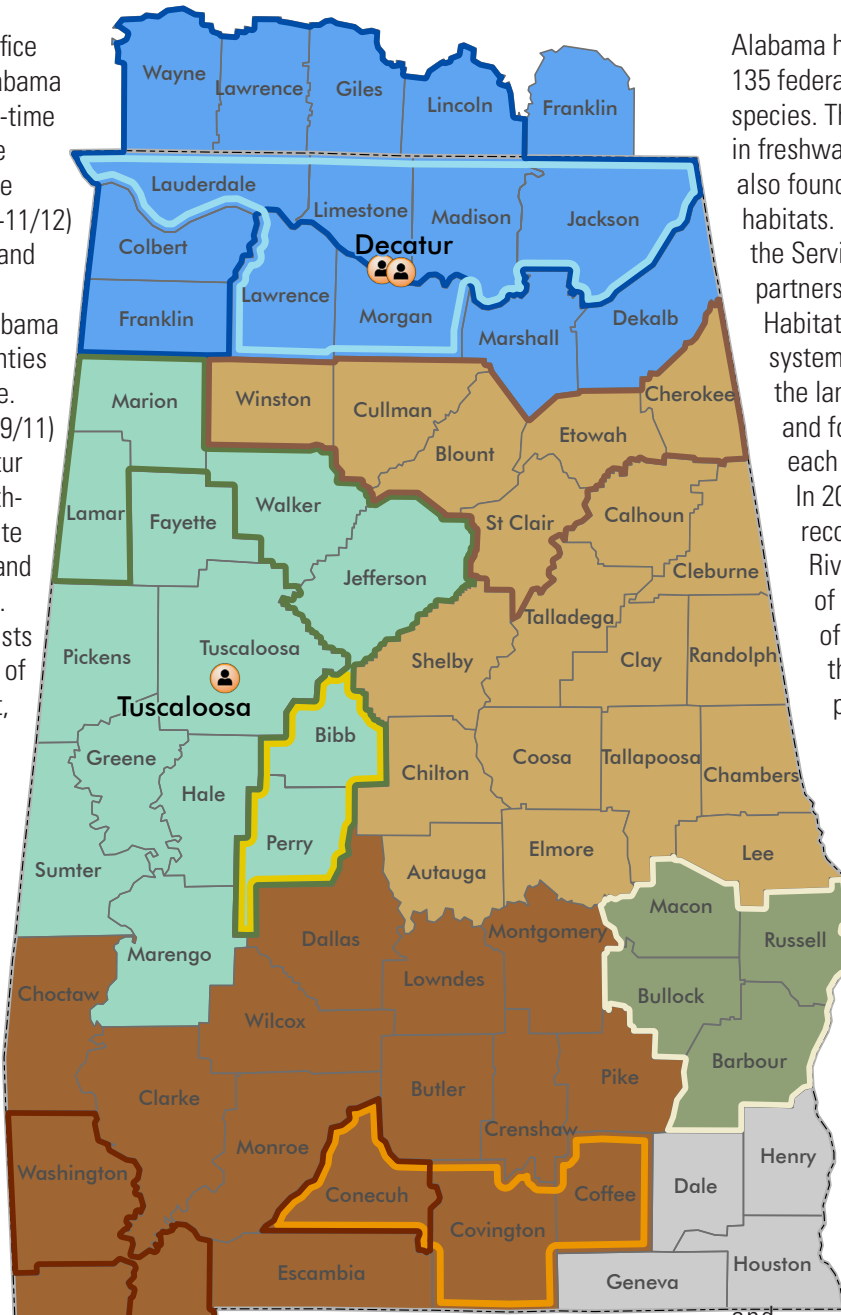 fice
abama
-time
e
e
-11/12)
and
bama
nties
e.
9/11)
tur
th-
te
and
.
sts
of
t,
Wayne
Lawrence
Giles
Lincoln
Franklin
Lauderdale
Limestone
Madison
Jackson
Colbert
Decatur
Lawrence
Franklin
Morgan
Marshall
Dekalb
Marion
Winston
Cullman
Cherokee
Blount
Etowah
Lamar
Fayette
Walker
St Clair
Calhoun
Jefferson
Cleburne
Talladega
Pickens
Tuscaloosa
Shelby
Clay
Randolph
Tuscaloosa
Bibb
Greene
Chilton
Coosa
Tallapoosa
Chambers
Hale
Perry
Autauga
Elmore
Lee
Sumter
Macon
Marengo
Dallas
Montgomery
Russell
Choctaw
Lowndes
Bullock
Wilcox
Barbour
Clarke
Butler
Pike
Monroe
Crenshaw
Washington
Conecuh
Coffee
Dale
Henry
Covington
Escambia
Geneva
Houston
Alabama h
135 federa
species. Th
in freshwa
also found
habitats.
the Servi
partners
Habitat
system
the lan
and fo
each
In 20
reco
Riv
of
of
th
p